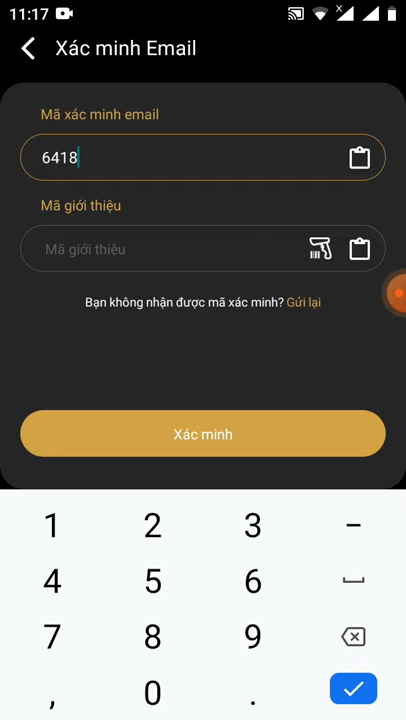 11:17
Xác minh Email
Mã xác minh email
6418
Mã giới thiệu
Mã giới thiệu
Bạn không nhận được mã xác minh? Gửi lại
Xác minh
1 2 3 –
4 5 6
7 8 9
, 0 .